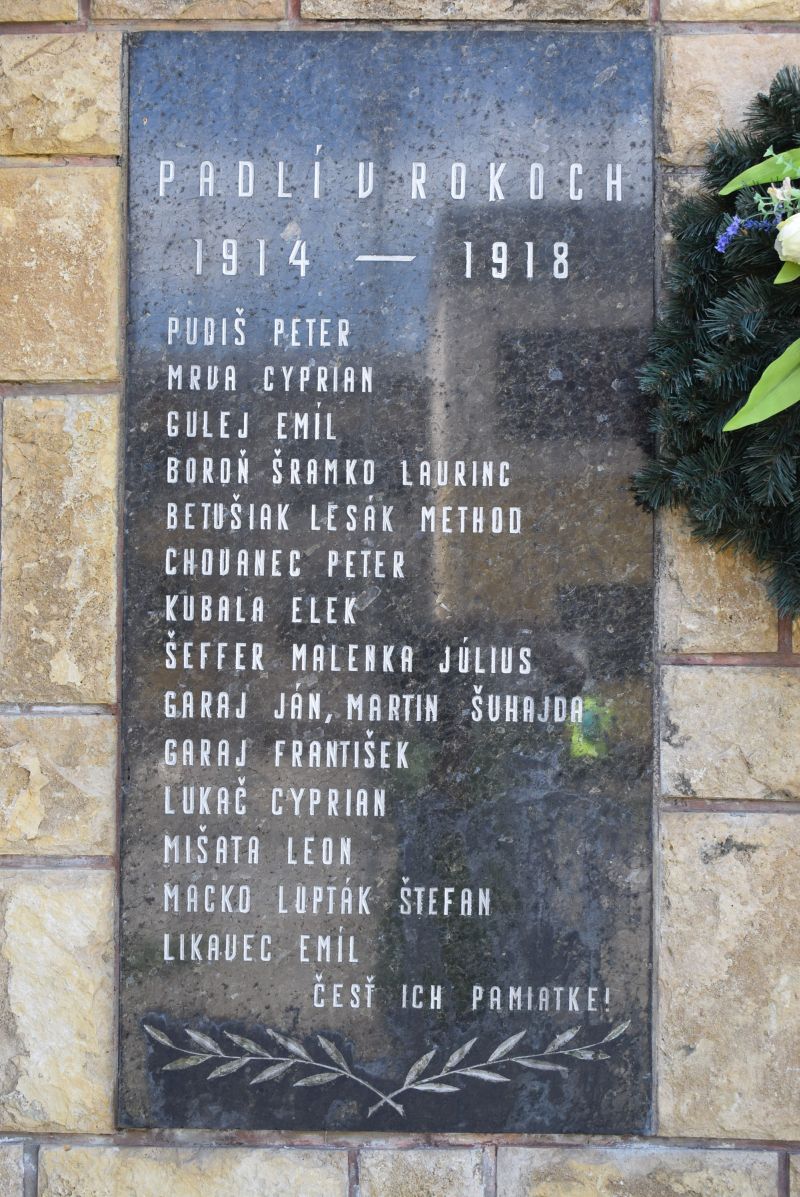 PADLÍ V ROKOCH
1914 — 1918
PUDIŠ PETER
MRVA CYPRIAN
GULEJ EMÍL
BOROŇ ŠRAMKO LAURINC
BETUŠIAK LESÁK METHOD
CHOVANEC PETER
KUBALA ELEK
ŠEFFER MALENKA JÚLIUS
GARAJ JÁN, MARTIN ŠUHAJDA
GARAJ FRANTIŠEK
LUKAČ CYPRIAN
MIŠATA LEON
MACKO LUPTÁK ŠTEFAN
LIKAVEC EMÍL
ČESŤ ICH PAMIATKE!